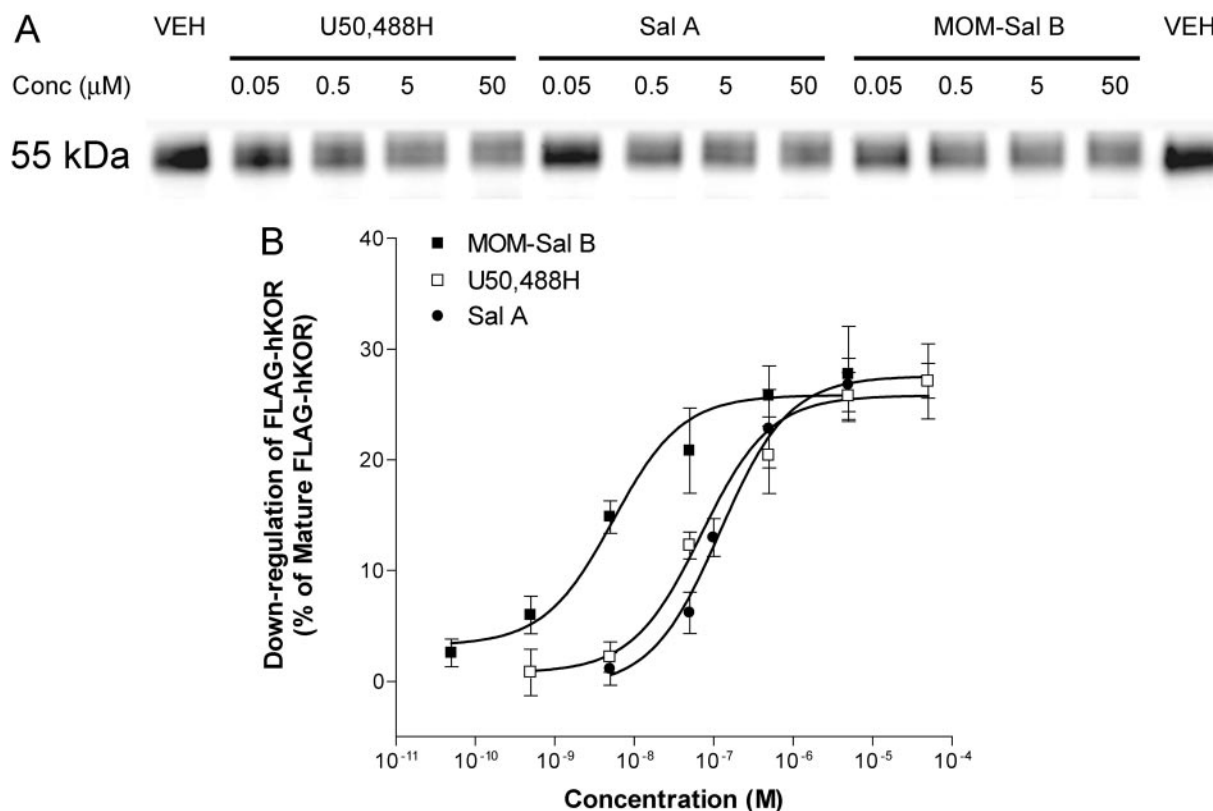 A
VEH U50,488H Sal A MOM-Sal B VEH
Conc (μM) 0.05 0.5 5 50 0.05 0.5 5 50 0.05 0.5 5 50
55 kDa
B
MOM-Sal B
U50,488H
Sal A
Down-regulation of FLAG-hKOR
(% of Mature FLAG-hKOR)
40
30
20
10
0
10⁻¹¹ 10⁻¹⁰ 10⁻⁹ 10⁻⁸ 10⁻⁷ 10⁻⁶ 10⁻⁵ 10⁻⁴
Concentration (M)